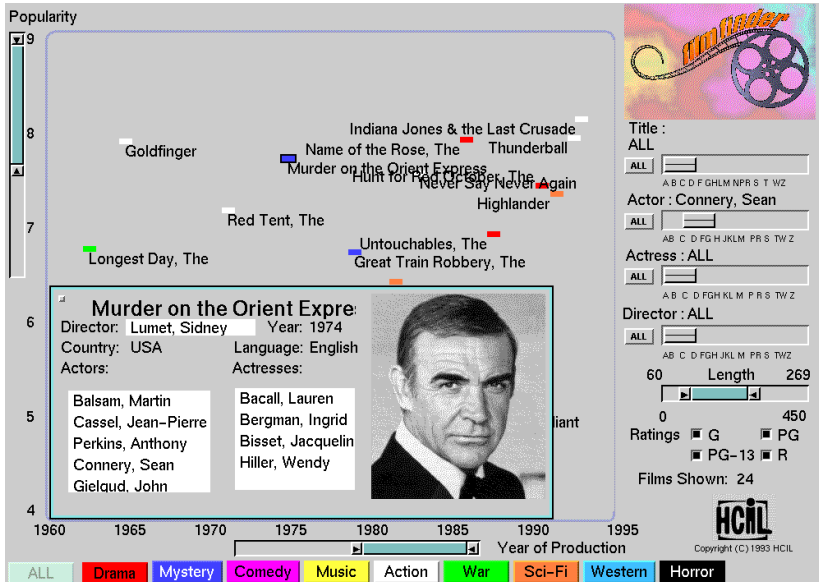 Popularity
film finder
9
8
7
6
5
4
Indiana Jones & the Last Crusade
Goldfinger
Name of the Rose, The
Thunderball
Murder on the Orient Express
Hunt for Red October, The
Never Say Never Again
Highlander
Red Tent, The
Untouchables, The
Longest Day, The
Great Train Robbery, The
Murder on the Orient Expre
Director: Lumet, Sidney Year: 1974
Country: USA Language: English
Actors: Actresses:
Balsam, Martin
Cassel, Jean-Pierre
Perkins, Anthony
Connery, Sean
Gielgud, John
Bacall, Lauren
Bergman, Ingrid
Bisset, Jacquelin
Hiller, Wendy
iant
1960 1965 1970 1975 1980 1985 1990 1995
Year of Production
Title :
ALL
ALL
A B C D F GHLM NPR S T WZ
Actor : Connery, Sean
ALL
AB C D FG H JKLM P R S T W Z
Actress : ALL
ALL
A B C D FGH KL M P R S T W Z
Director : ALL
ALL
AB C D FGH JKL M P R S TWZ
60 Length 269
0 450
Ratings G PG
PG-13 R
Films Shown: 24
HCIL
Copyright (C) 1993 HCIL
ALL Drama Mystery Comedy Music Action War Sci-Fi Western Horror